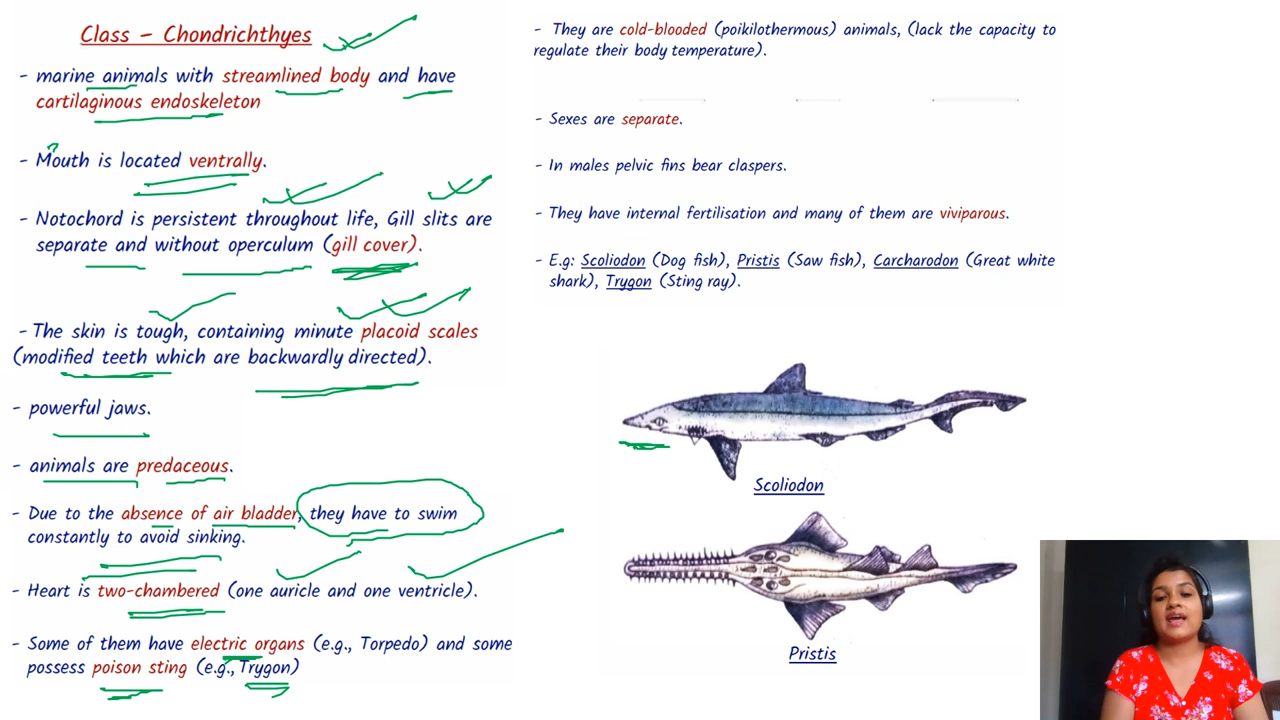 Class – Chondrichthyes
- marine animals with streamlined body and have
cartilaginous endoskeleton
- Mouth is located ventrally.
- Notochord is persistent throughout life, Gill slits are
separate and without operculum (gill cover).
- The skin is tough, containing minute placoid scales
(modified teeth which are backwardly directed).
- powerful jaws.
- animals are predaceous.
- Due to the absence of air bladder, they have to swim
constantly to avoid sinking.
- Heart is two-chambered (one auricle and one ventricle).
- Some of them have electric organs (e.g., Torpedo) and some
possess poison sting (e.g., Trygon)
- They are cold-blooded (poikilothermous) animals, (lack the capacity to
regulate their body temperature).
- Sexes are separate.
- In males pelvic fins bear claspers.
- They have internal fertilisation and many of them are viviparous.
- E.g: Scoliodon (Dog fish), Pristis (Saw fish), Carcharodon (Great white
shark), Trygon (Sting ray).
Scoliodon
Pristis